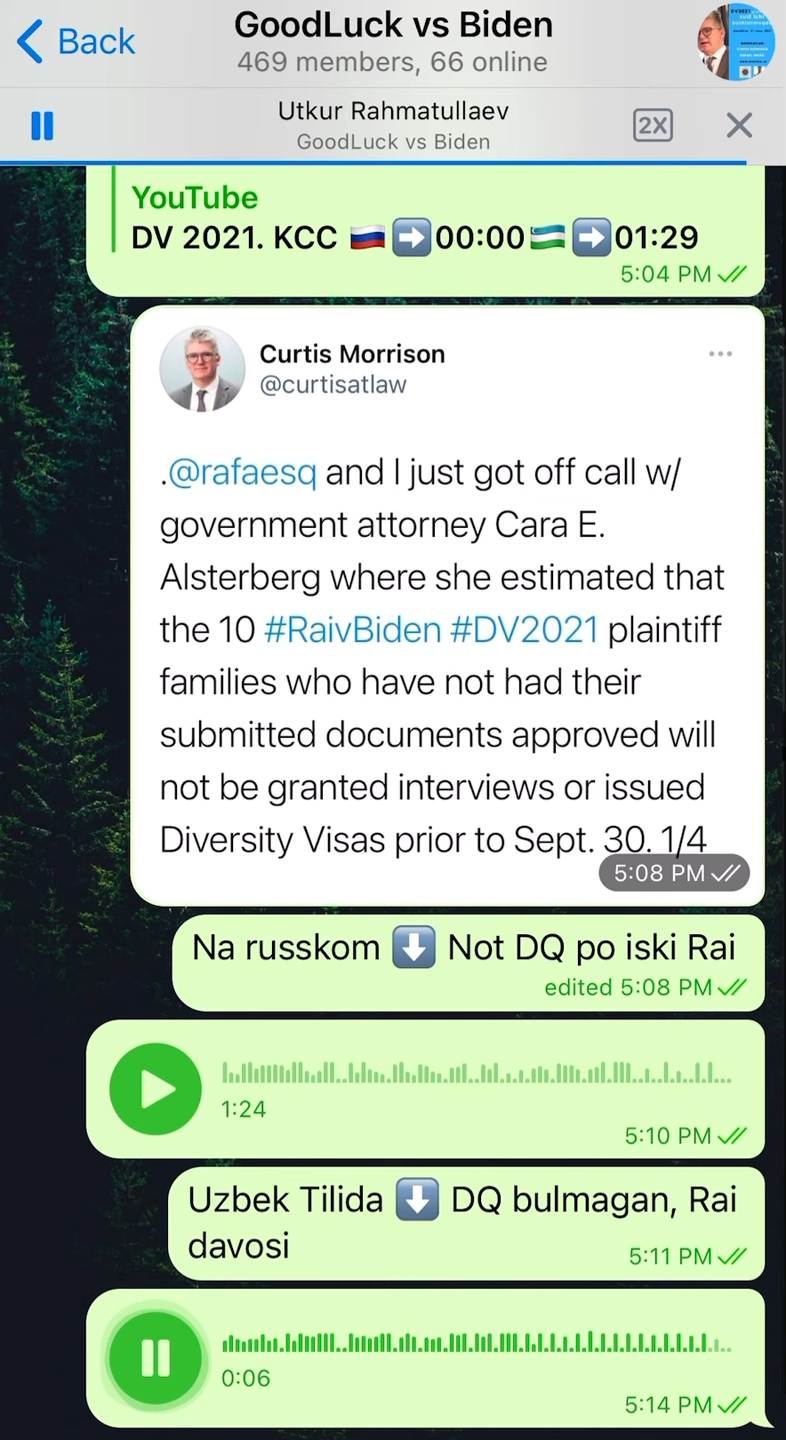 Back
GoodLuck vs Biden
469 members, 66 online
Utkur Rahmatullaev
GoodLuck vs Biden
2X
YouTube
DV 2021. KCC 🇷🇺➡️00:00🇺🇿➡️01:29
5:04 PM
Curtis Morrison
@curtisatlaw
.@rafaesq and I just got off call w/
government attorney Cara E.
Alsterberg where she estimated that
the 10 #RaivBiden #DV2021 plaintiff
families who have not had their
submitted documents approved will
not be granted interviews or issued
Diversity Visas prior to Sept. 30. 1/4
5:08 PM
Na russkom ⬇️ Not DQ po iski Rai
edited 5:08 PM
1:24
5:10 PM
Uzbek Tilida ⬇️ DQ bulmagan, Rai
davosi
5:11 PM
0:06
5:14 PM